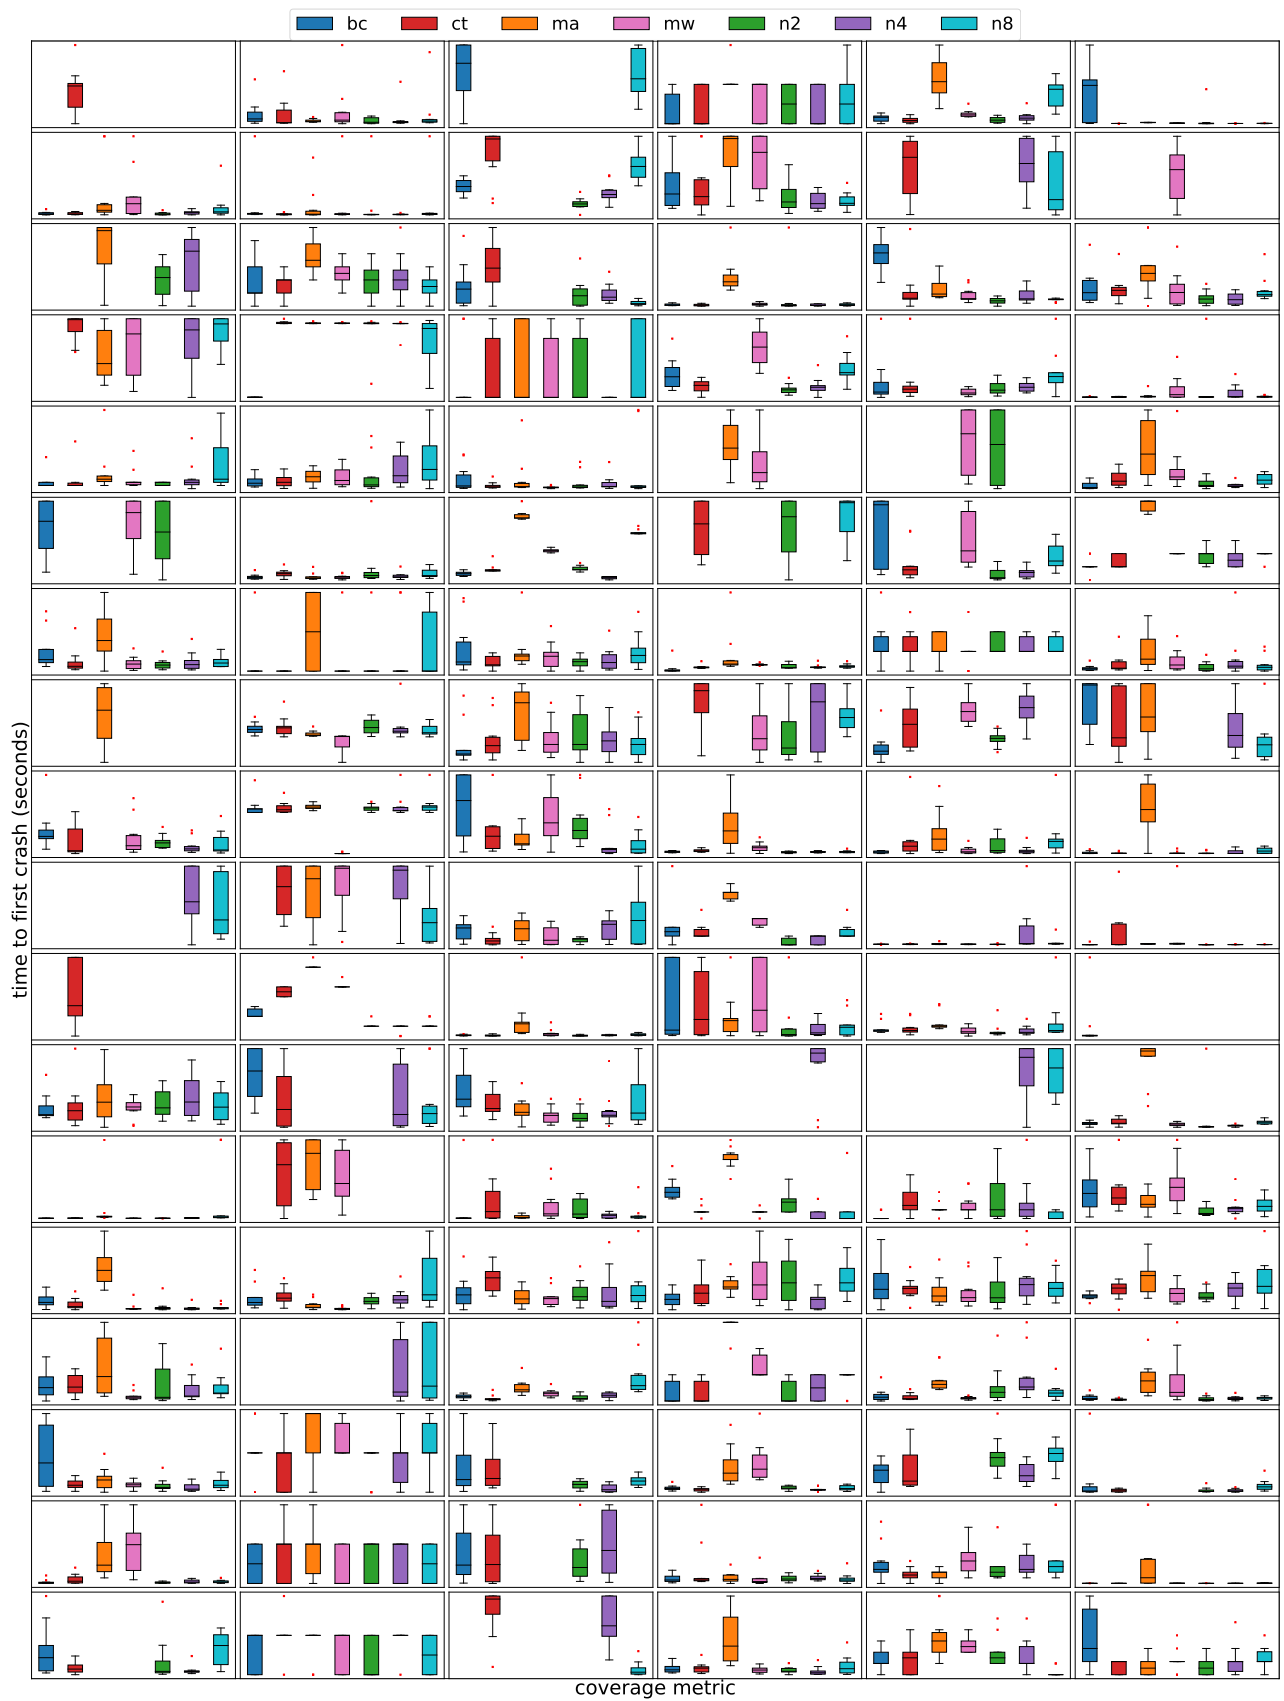 bc ct ma mw n2 n4 n8
time to first crash (seconds)
coverage metric